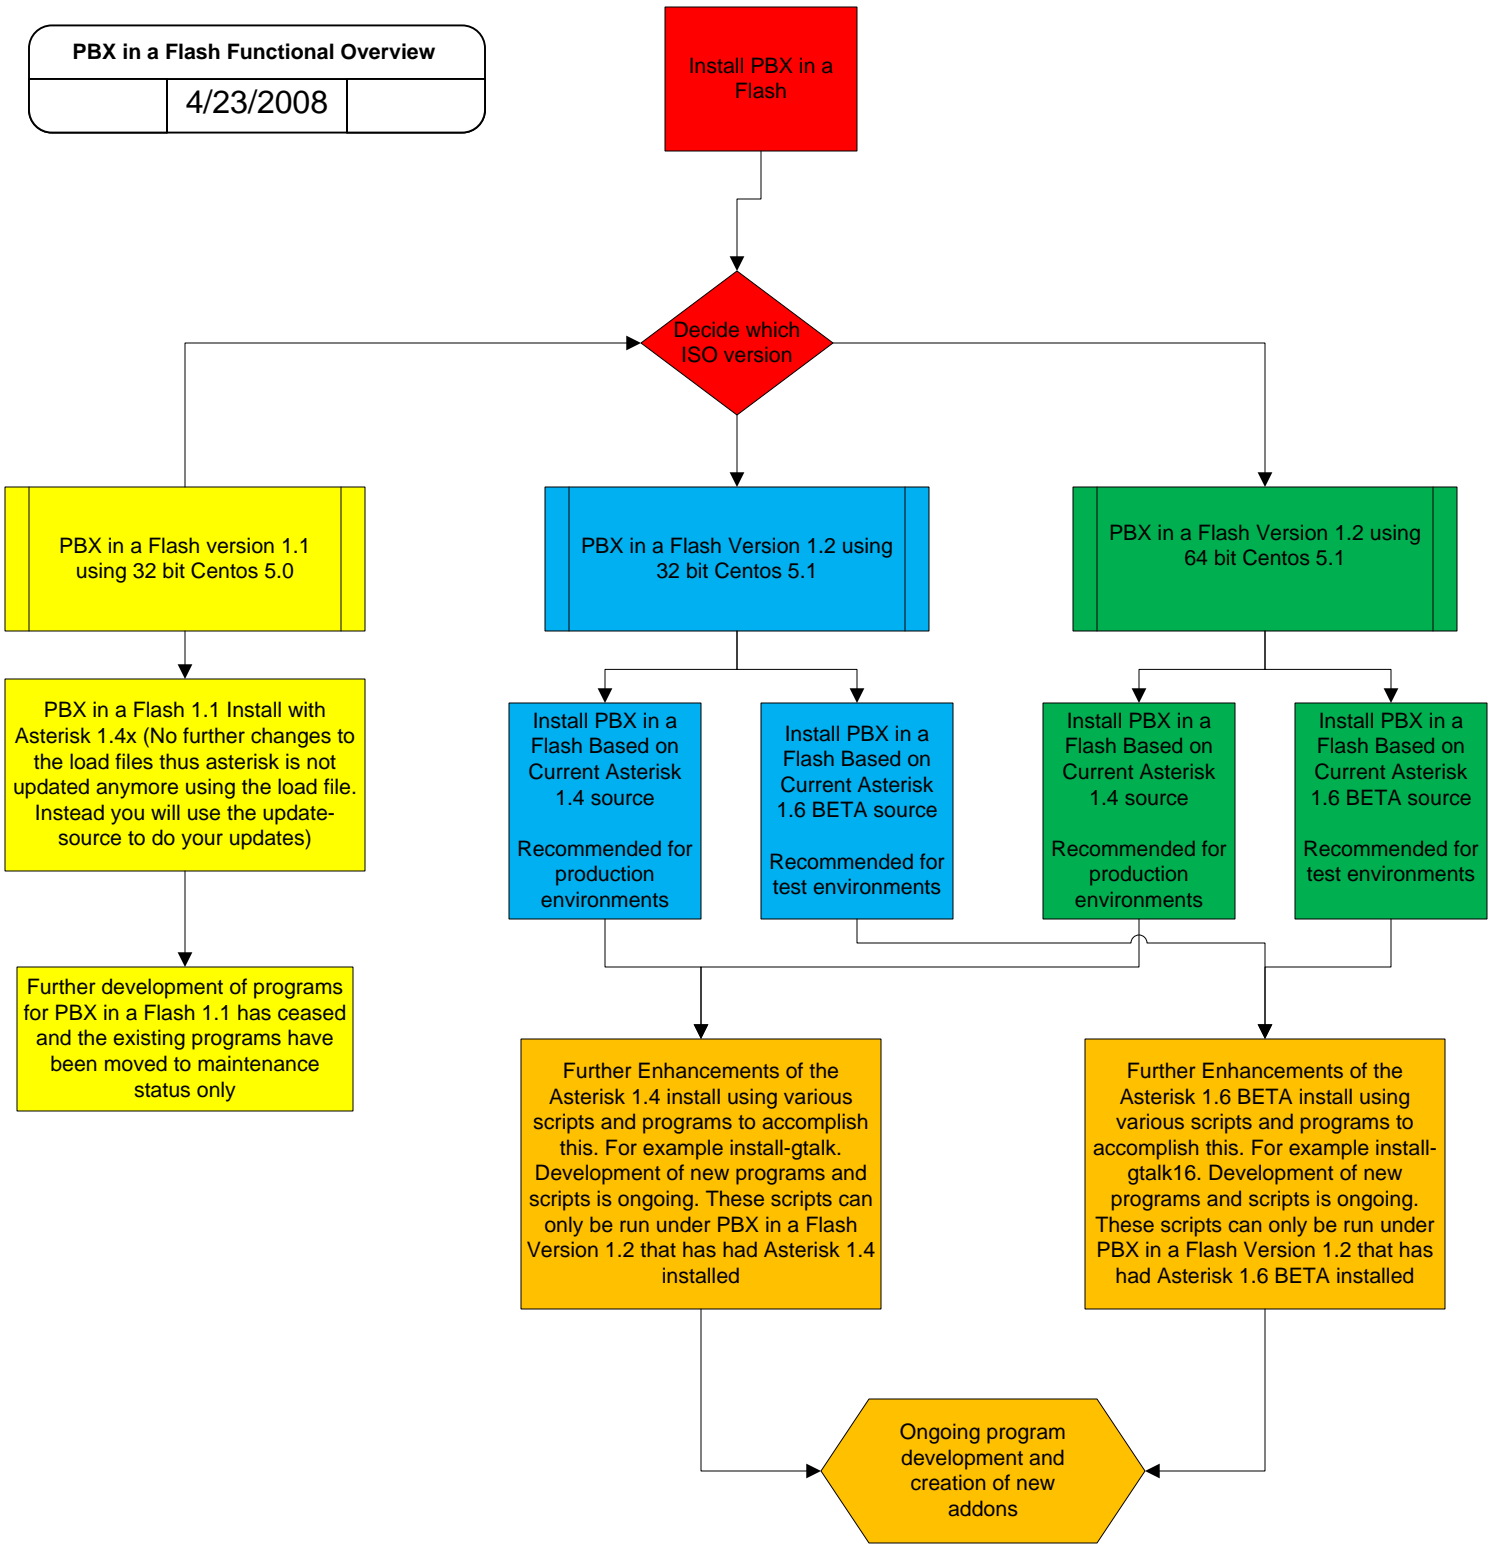 PBX in a Flash Functional Overview
4/23/2008
Install PBX in a
Flash
Decide which
ISO version
PBX in a Flash version 1.1
using 32 bit Centos 5.0
PBX in a Flash Version 1.2 using
32 bit Centos 5.1
PBX in a Flash Version 1.2 using
64 bit Centos 5.1
PBX in a Flash 1.1 Install with
Asterisk 1.4x (No further changes to
the load files thus asterisk is not
updated anymore using the load file.
Instead you will use the update-
source to do your updates)
Install PBX in a
Flash Based on
Current Asterisk
1.4 source
Recommended for
production
environments
Install PBX in a
Flash Based on
Current Asterisk
1.6 BETA source
Recommended for
test environments
Install PBX in a
Flash Based on
Current Asterisk
1.4 source
Recommended for
production
environments
Install PBX in a
Flash Based on
Current Asterisk
1.6 BETA source
Recommended for
test environments
Further development of programs
for PBX in a Flash 1.1 has ceased
and the existing programs have
been moved to maintenance
status only
Further Enhancements of the
Asterisk 1.4 install using various
scripts and programs to accomplish
this. For example install-gtalk.
Development of new programs and
scripts is ongoing. These scripts can
only be run under PBX in a Flash
Version 1.2 that has had Asterisk 1.4
installed
Further Enhancements of the
Asterisk 1.6 BETA install using
various scripts and programs to
accomplish this. For example install-
gtalk16. Development of new
programs and scripts is ongoing.
These scripts can only be run under
PBX in a Flash Version 1.2 that has
had Asterisk 1.6 BETA installed
Ongoing program
development and
creation of new
addons